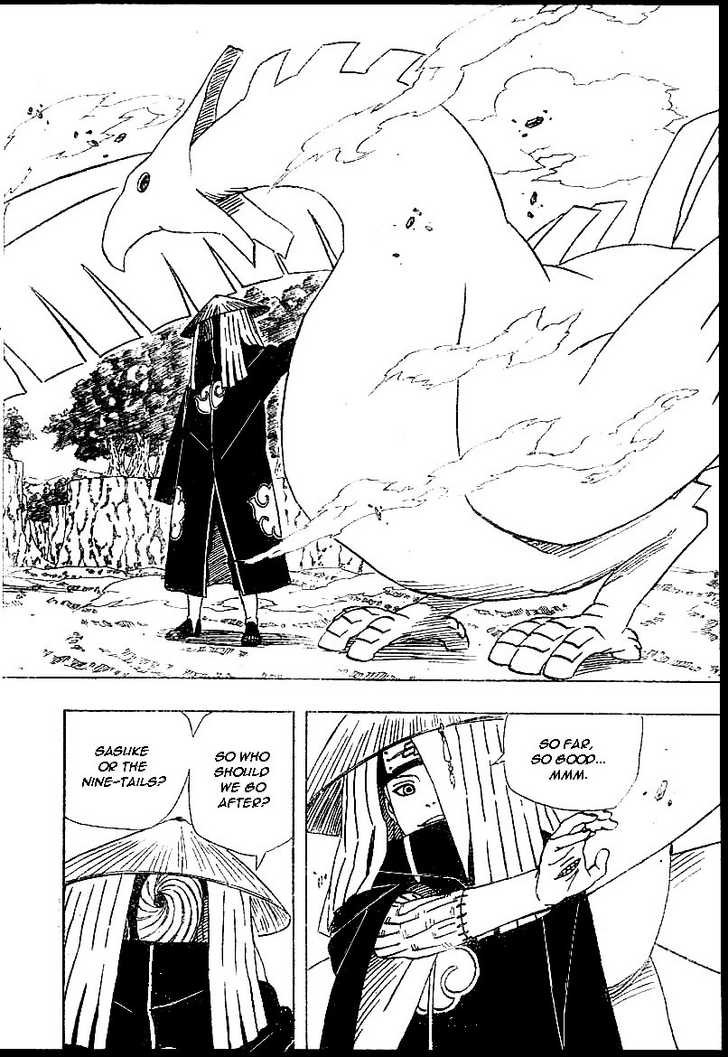 SO FAR,
SO GOOD...
MMM.
SO WHO
SHOULD
WE GO
AFTER?
SASUKE
OR THE
NINE-TAILS?